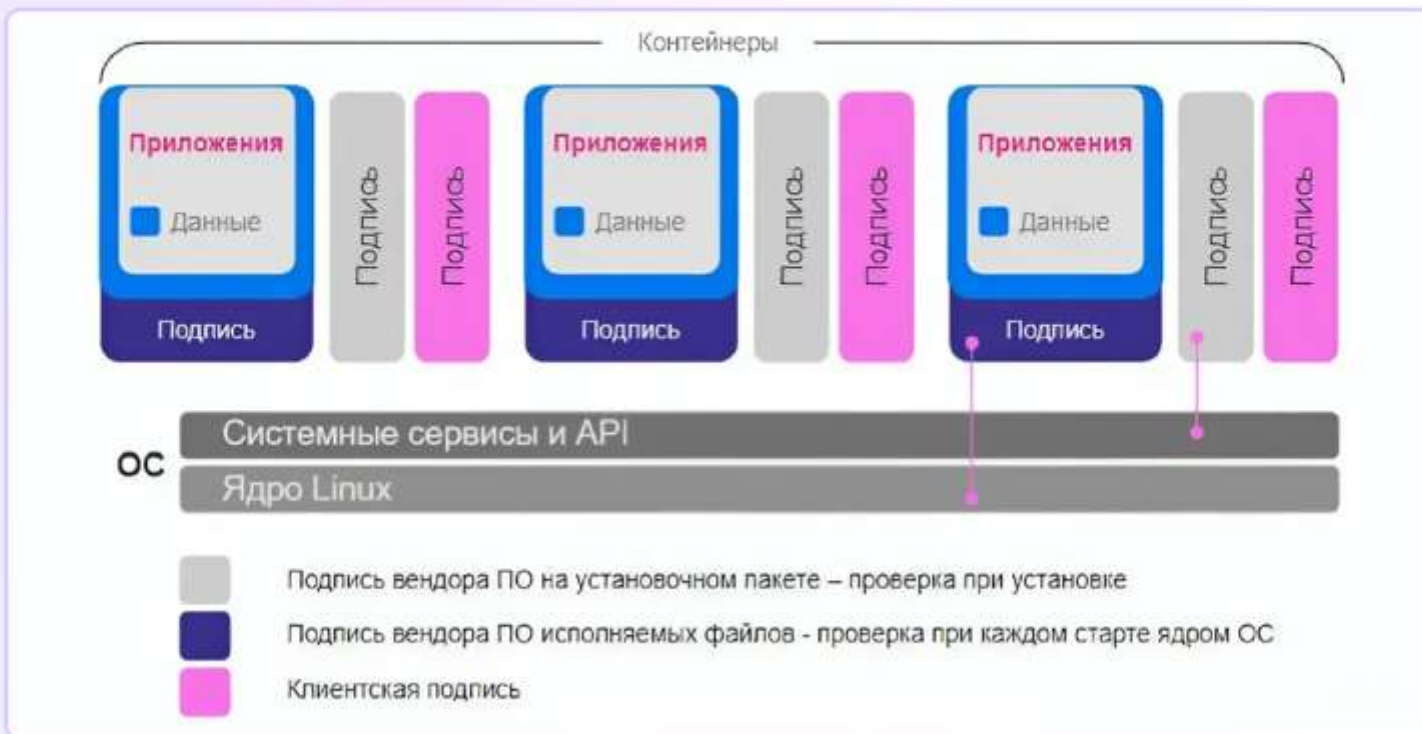 Контейнеры
Приложения
Данные
Подпись
Подпись
Подпись
Приложения
Данные
Подпись
Подпись
Подпись
Приложения
Данные
Подпись
Подпись
Подпись
ОС
Системные сервисы и API
Ядро Linux
Подпись вендора ПО на установочном пакете – проверка при установке
Подпись вендора ПО исполняемых файлов - проверка при каждом старте ядром ОС
Клиентская подпись